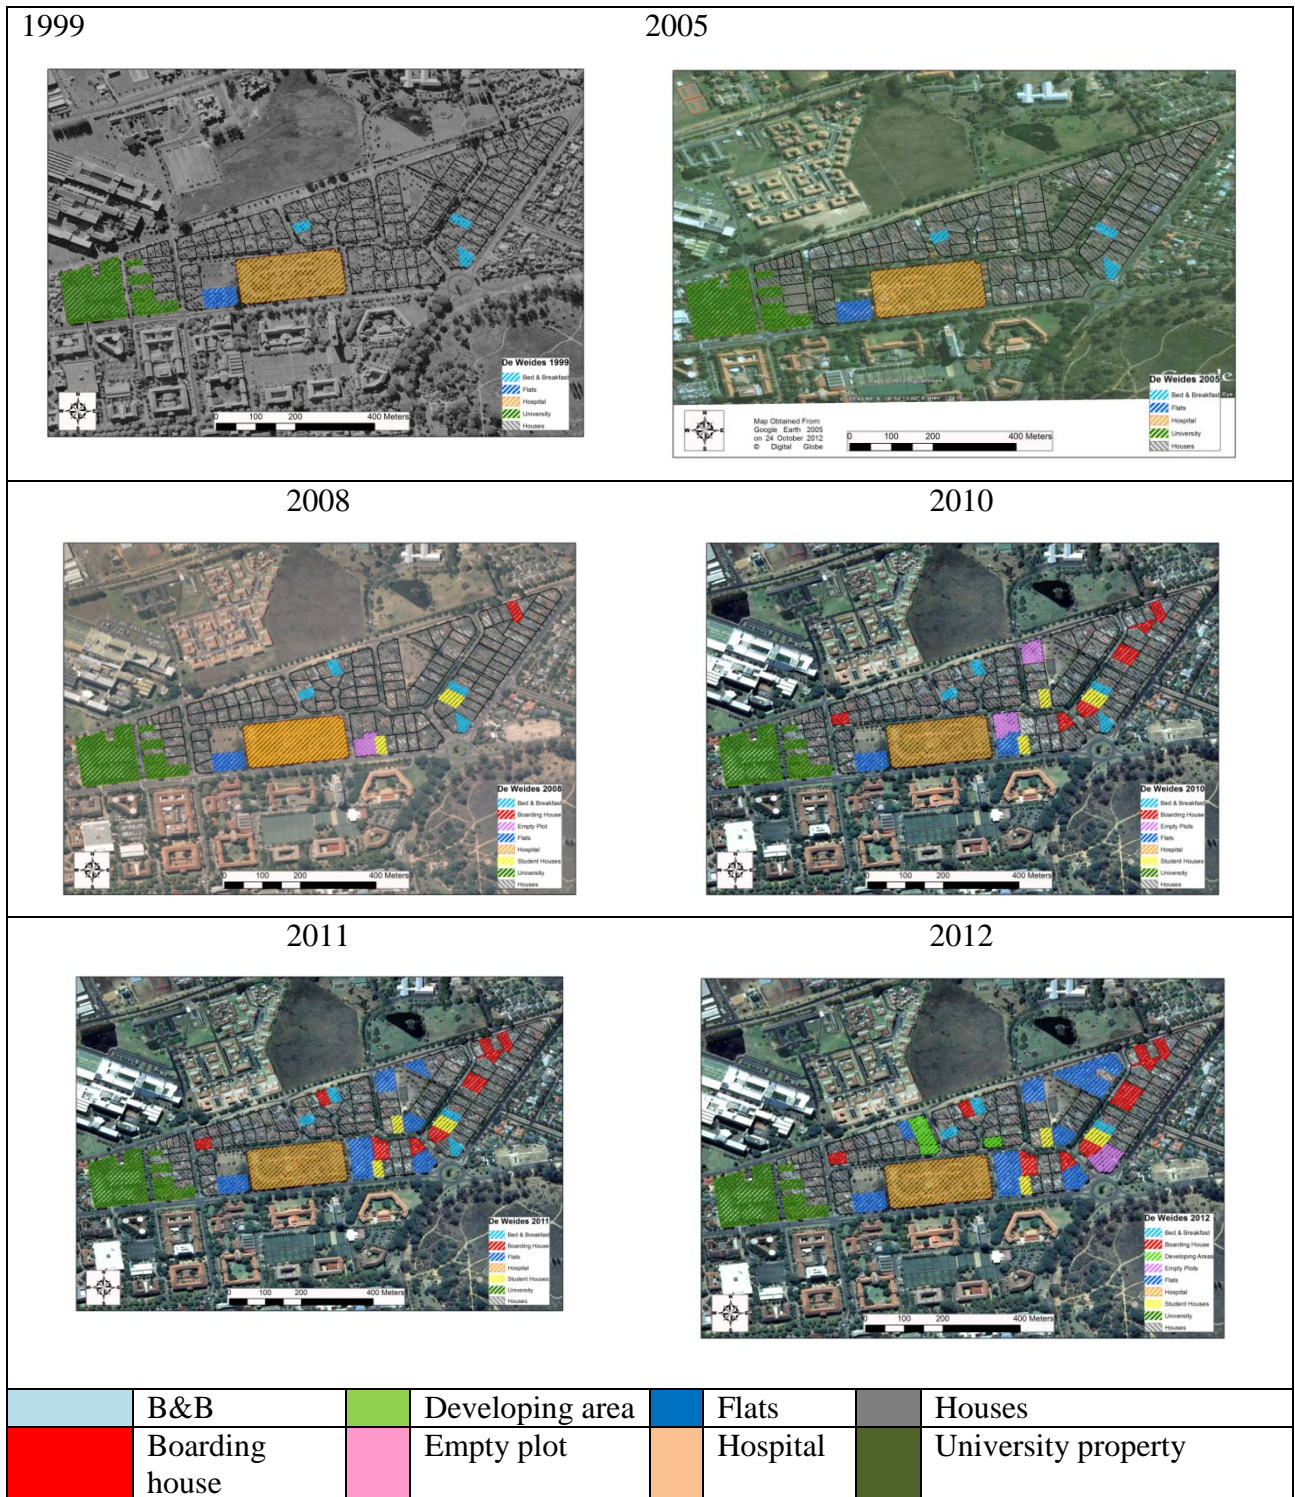 1999
2005
De Weides 1999
Bed & Breakfast
Flats
Hospital
University
Houses
N
W E
S
0 100 200 400 Meters
De Weides 2005
Bed & Breakfast
Flats
Hospital
University
Houses
N
W E
S
Map Obtained From:
Google Earth 2005
on 24 October 2012
© Digital Globe
0 100 200 400 Meters
2008
2010
De Weides 2008
Bed & Breakfast
Boarding House
Empty Plot
Flats
Hospital
Student Houses
University
Houses
0 100 200 400 Meters
De Weides 2010
Bed & Breakfast
Boarding House
Empty Plots
Flats
Hospital
Student Houses
University
Houses
0 100 200 400 Meters
2011
2012
De Weides 2011
Bed & Breakfast
Boarding House
Flats
Hospital
Student Houses
University
Houses
0 100 200 400 Meters
De Weides 2012
Bed & Breakfast
Boarding House
Developing Areas
Empty Plots
Flats
Hospital
Student Houses
University
Houses
0 100 200 400 Meters
B&B Developing area Flats Houses
Boarding Empty plot Hospital University property
house